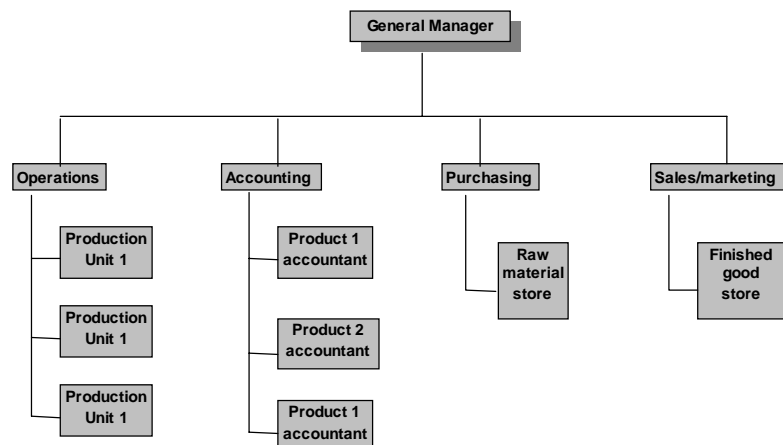 General Manager
Operations
Accounting
Purchasing
Sales/marketing
Production
Unit 1
Product 1
accountant
Raw
material
store
Finished
good
store
Production
Unit 1
Product 2
accountant
Production
Unit 1
Product 1
accountant